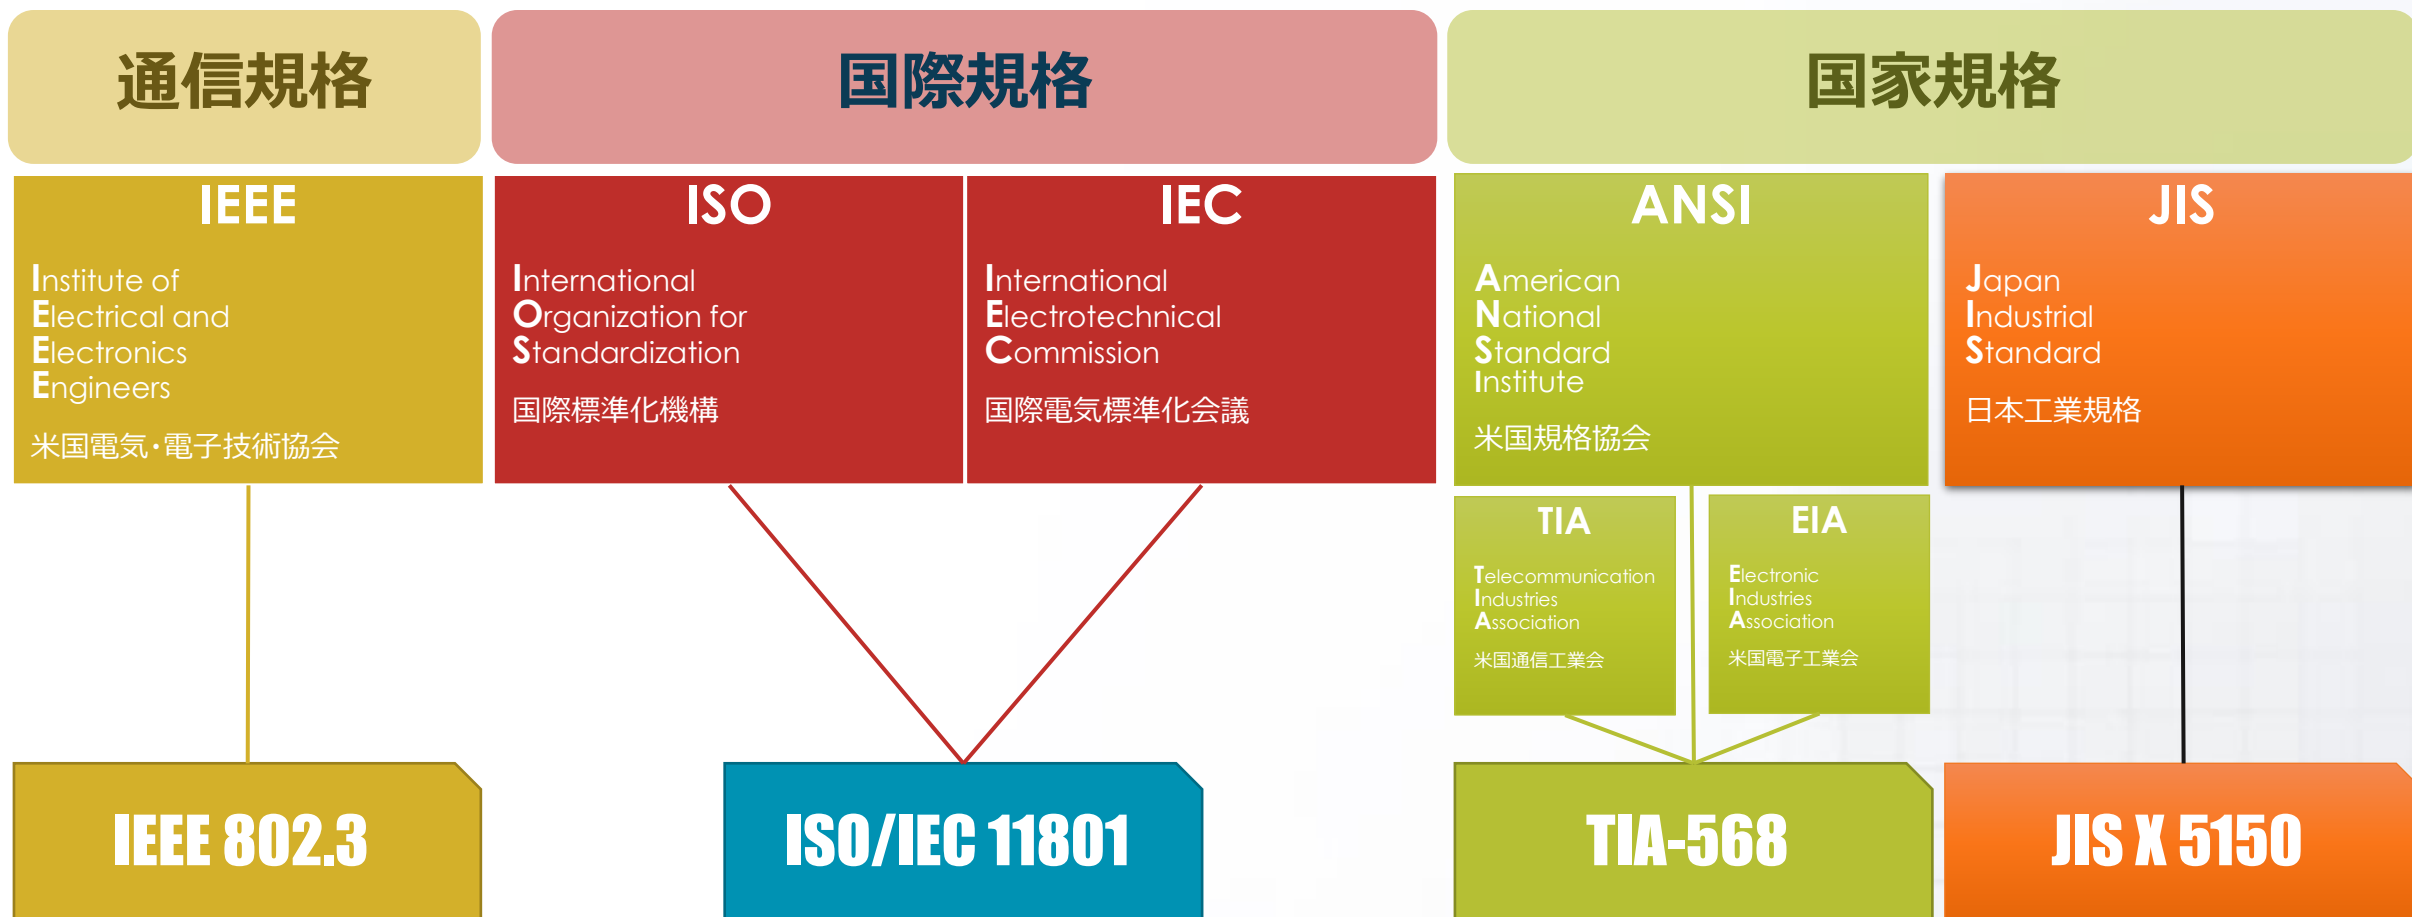 通信規格
国際規格
国家規格
IEEE
Institute of
Electrical and
Electronics
Engineers
米国電気・電子技術協会
ISO
International
Organization for
Standardization
国際標準化機構
IEC
International
Electrotechnical
Commission
国際電気標準化会議
ANSI
American
National
Standard
Institute
米国規格協会
JIS
Japan
Industrial
Standard
日本工業規格
TIA
Telecommunication
Industries
Association
米国通信工業会
EIA
Electronic
Industries
Association
米国電子工業会
IEEE 802.3
ISO/IEC 11801
TIA-568
JIS X 5150